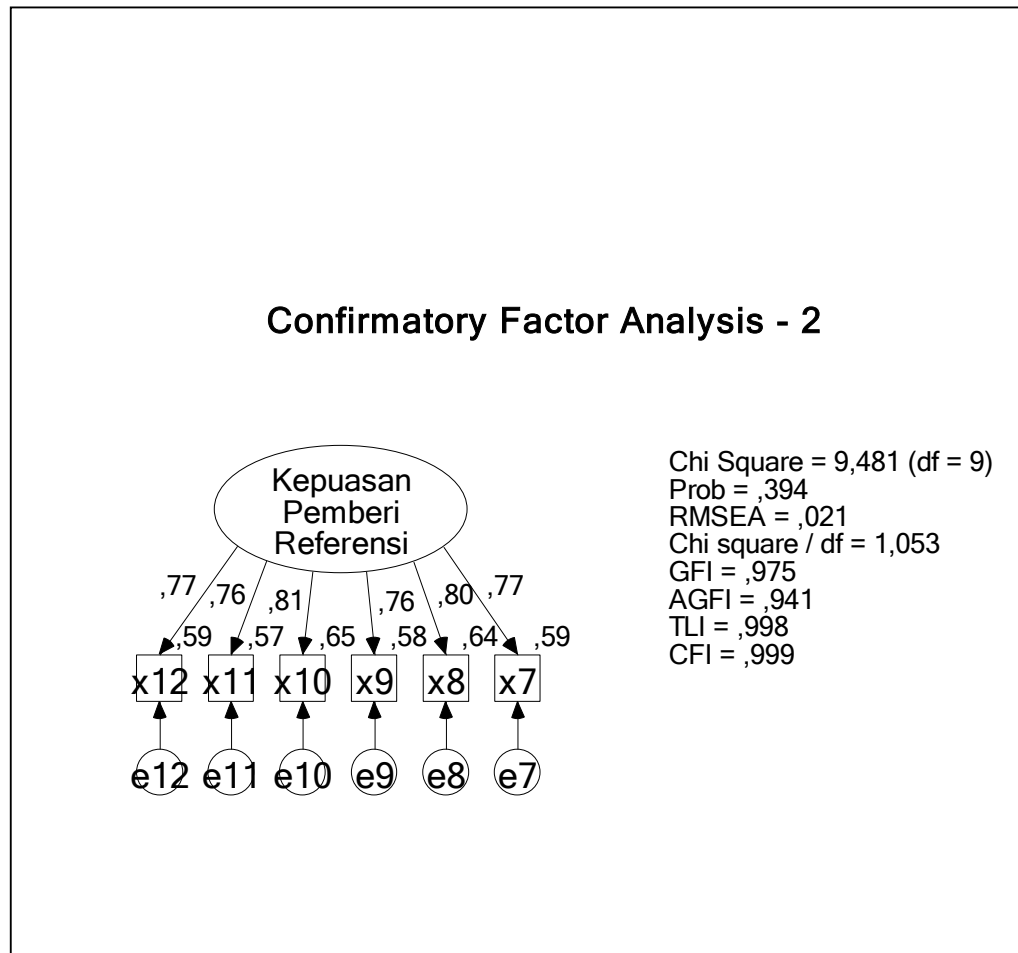 Confirmatory Factor Analysis - 2
Kepuasan
Pemberi
Referensi
Chi Square = 9,481 (df = 9)
Prob = ,394
RMSEA = ,021
Chi square / df = 1,053
GFI = ,975
AGFI = ,941
TLI = ,998
CFI = ,999
,77 ,76 ,81 ,76 ,80 ,77
,59 ,57 ,65 ,58 ,64 ,59
x12 x11 x10 x9 x8 x7
e12 e11 e10 e9 e8 e7